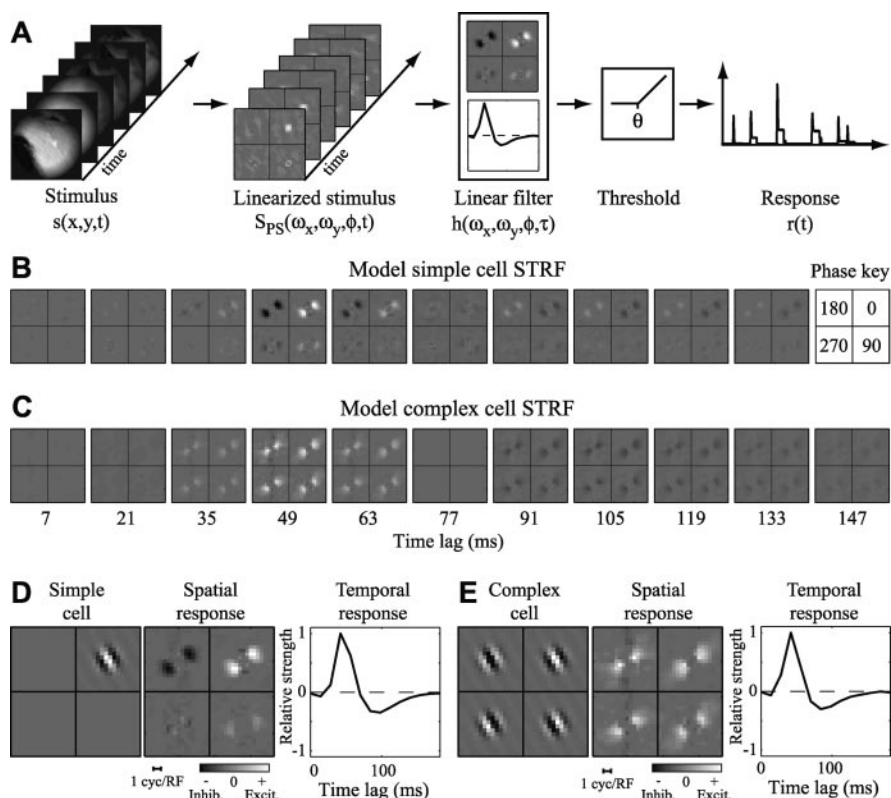 A
time
time
θ
Stimulus
s(x,y,t)
Linearized stimulus
S_PS(ω_x,ω_y,ϕ,t)
Linear filter
h(ω_x,ω_y,ϕ,τ)
Threshold
Response
r(t)
B
Model simple cell STRF
Phase key
180 0
270 90
C
Model complex cell STRF
7 21 35 49 63 77 91 105 119 133 147
Time lag (ms)
D
Simple cell
Spatial response
Temporal response
Relative strength
1
0
-1
0 100
Time lag (ms)
1 cyc/RF
- 0 +
Inhib. Excit.
E
Complex cell
Spatial response
Temporal response
Relative strength
1
0
-1
0 100
Time lag (ms)
1 cyc/RF
- 0 +
Inhib. Excit.